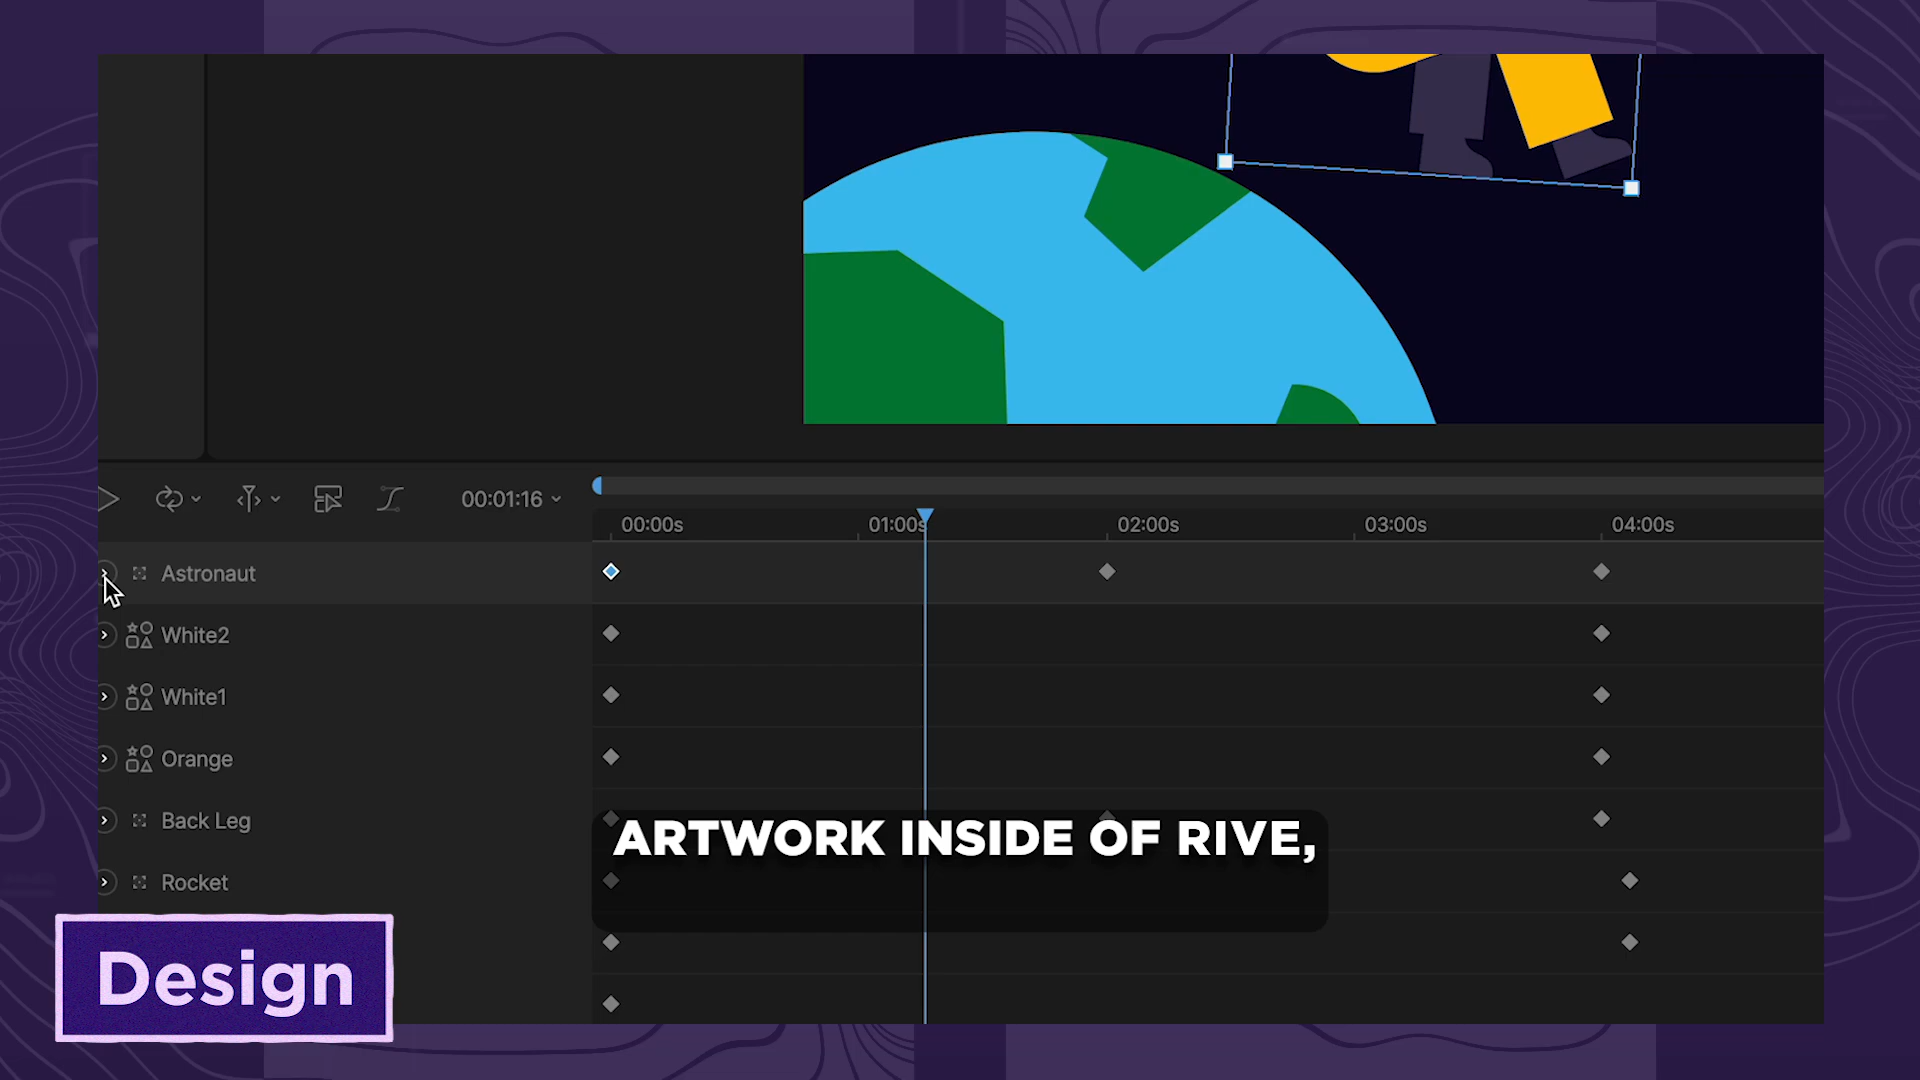 00:01:16
00:00s 01:00s 02:00s 03:00s 04:00s
Astronaut
White2
White1
Orange
Back Leg
ARTWORK INSIDE OF RIVE,
Rocket
Design